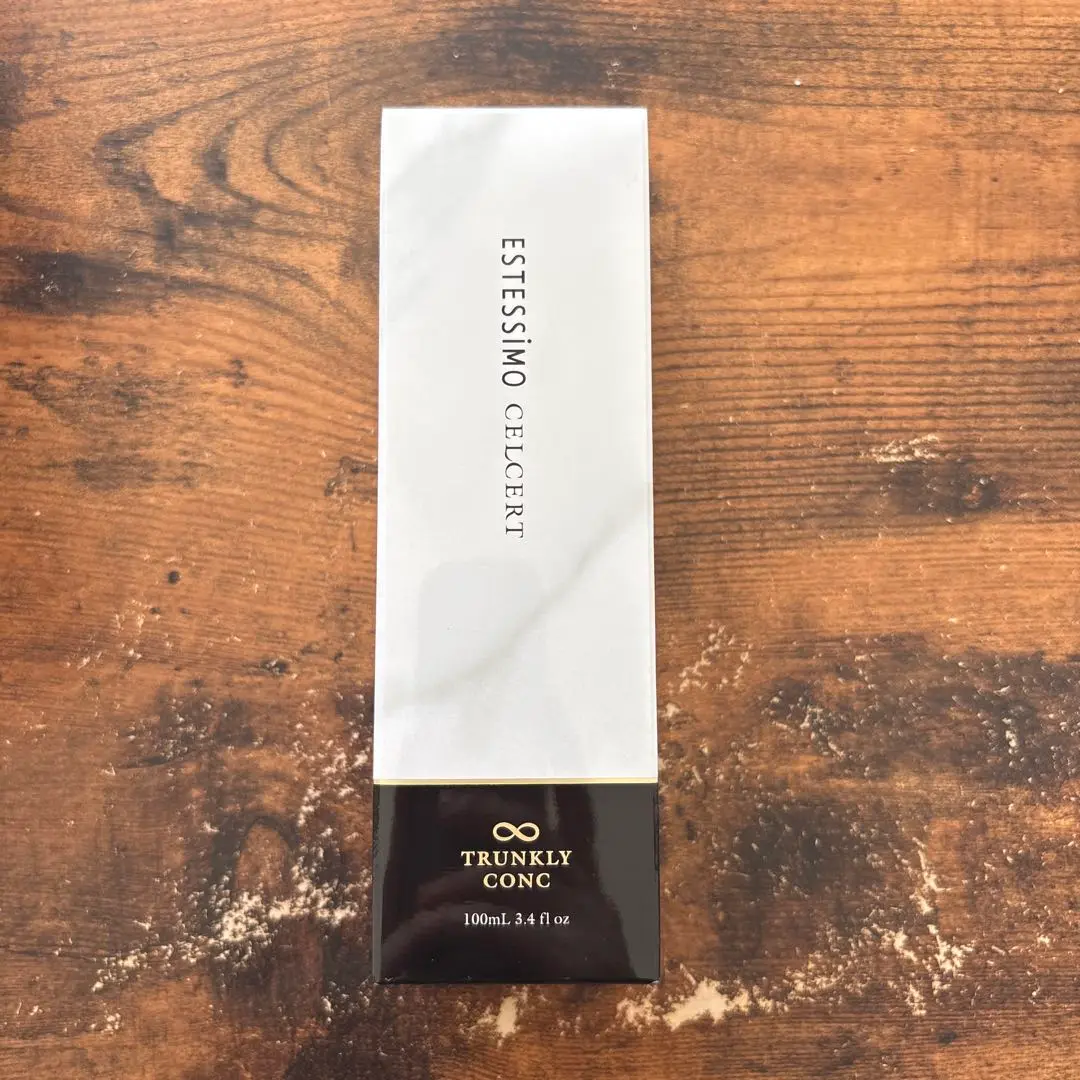 ESTESSiMO CELCERT
TRUNKLY
CONC
100mL 3.4 fl oz